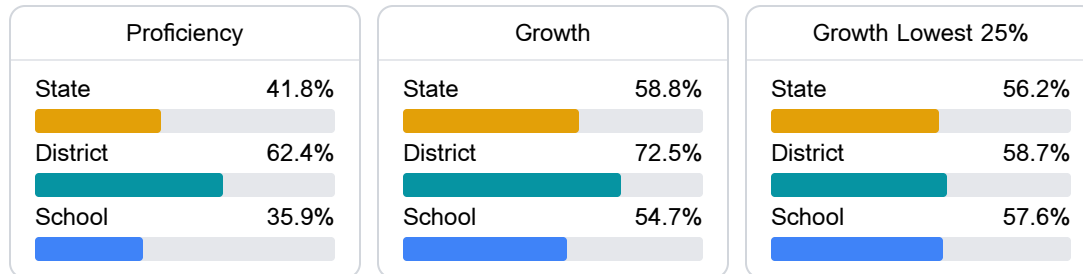 Proficiency
State 41.8%
District 62.4%
School 35.9%
Growth
State 58.8%
District 72.5%
School 54.7%
Growth Lowest 25%
State 56.2%
District 58.7%
School 57.6%